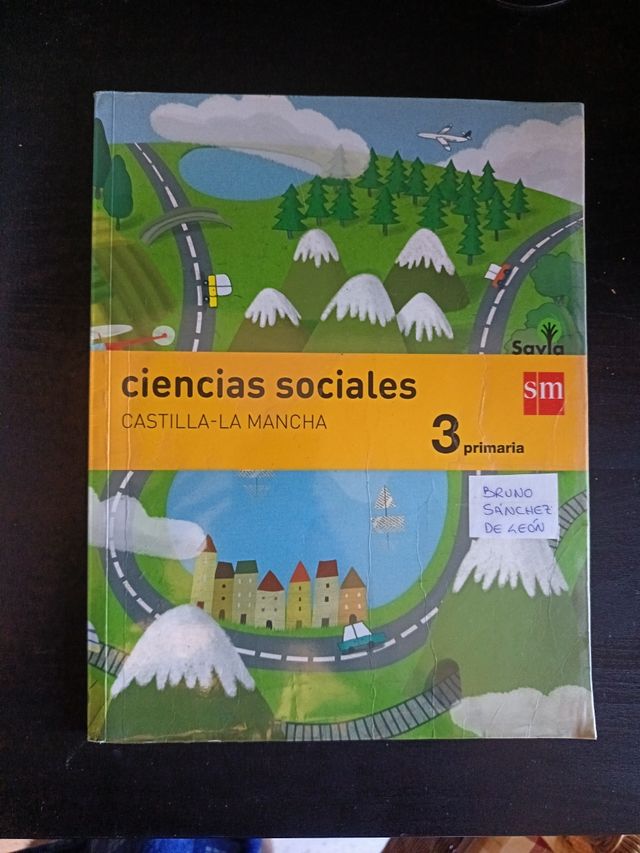 Savia
ciencias sociales
sm
CASTILLA-LA MANCHA
3 primaria
BRUNO
SÁNCHEZ
DE LEÓN